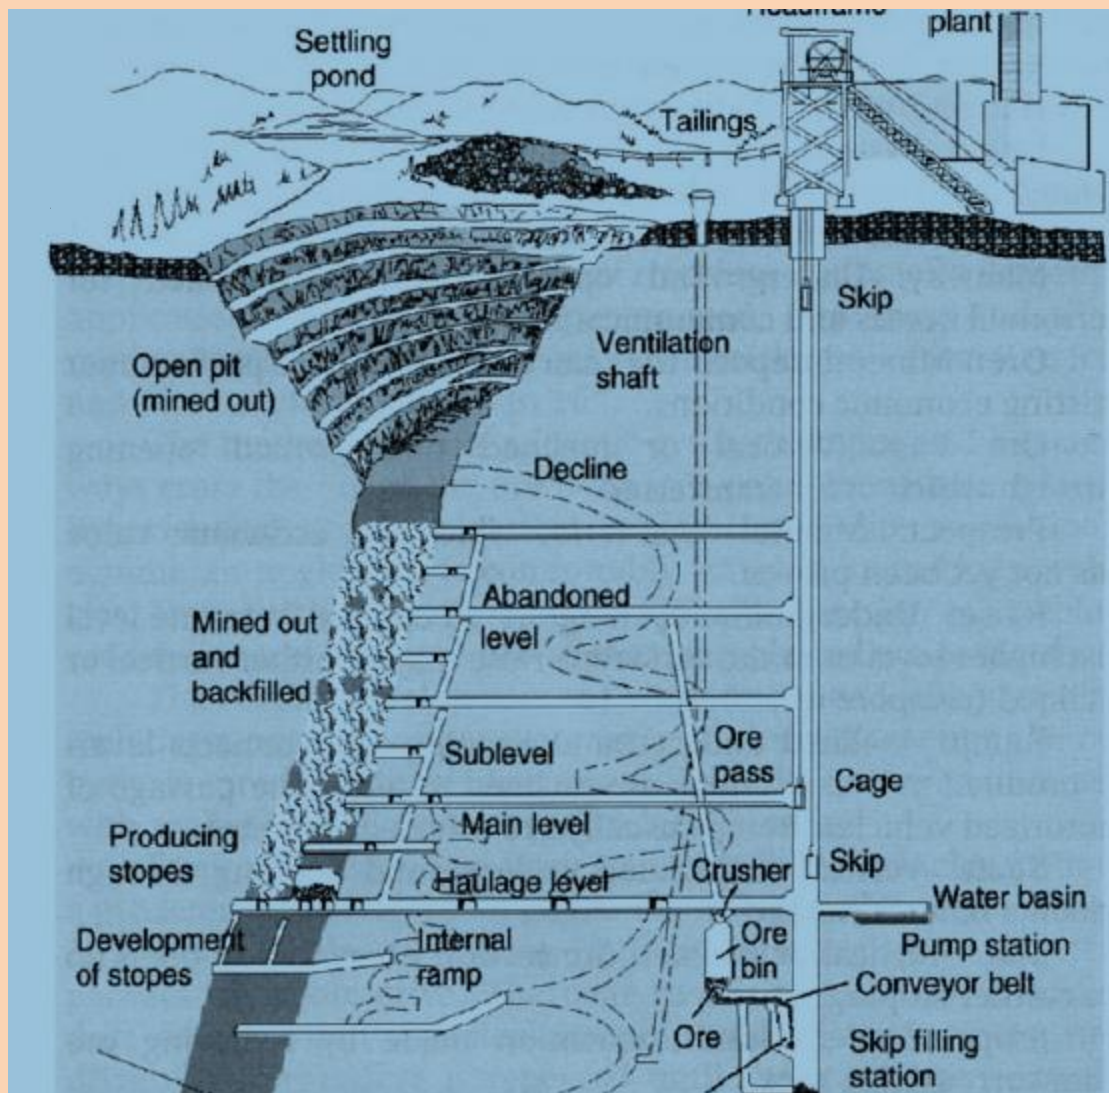 Headframe
plant
Settling
pond
Tailings
Skip
Open pit
(mined out)
Ventilation
shaft
Decline
Abandoned
level
Mined out
and
backfilled
Sublevel
Ore
pass
Cage
Main level
Producing
stopes
Skip
Crusher
Haulage level
Water basin
Development
of stopes
Internal
ramp
Ore
bin
Pump station
Conveyor belt
Ore
Skip filling
station